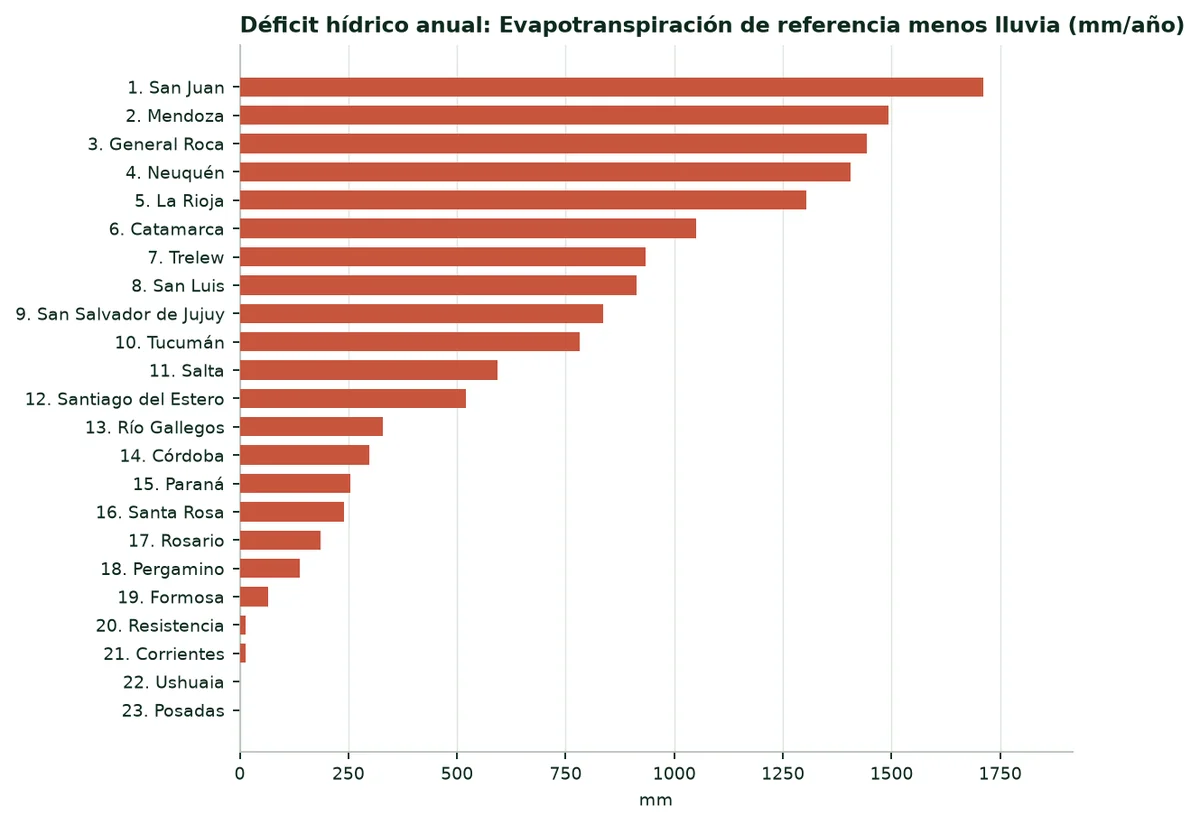 Déficit hídrico anual: Evapotranspiración de referencia menos lluvia (mm/año)
1. San Juan
2. Mendoza
3. General Roca
4. Neuquén
5. La Rioja
6. Catamarca
7. Trelew
8. San Luis
9. San Salvador de Jujuy
10. Tucumán
11. Salta
12. Santiago del Estero
13. Río Gallegos
14. Córdoba
15. Paraná
16. Santa Rosa
17. Rosario
18. Pergamino
19. Formosa
20. Resistencia
21. Corrientes
22. Ushuaia
23. Posadas
0 250 500 750 1000 1250 1500 1750
mm